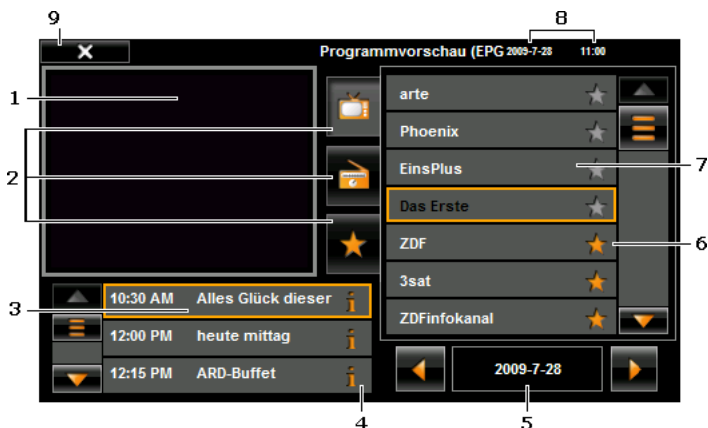 9
8
Programmvorschau (EPG 2009-7-28 11:00
1
arte
Phoenix
EinsPlus
7
2
Das Erste
ZDF
6
3sat
ZDFinfokanal
3
10:30 AM Alles Glück dieser
12:00 PM heute mittag
12:15 PM ARD-Buffet
2009-7-28
4
5